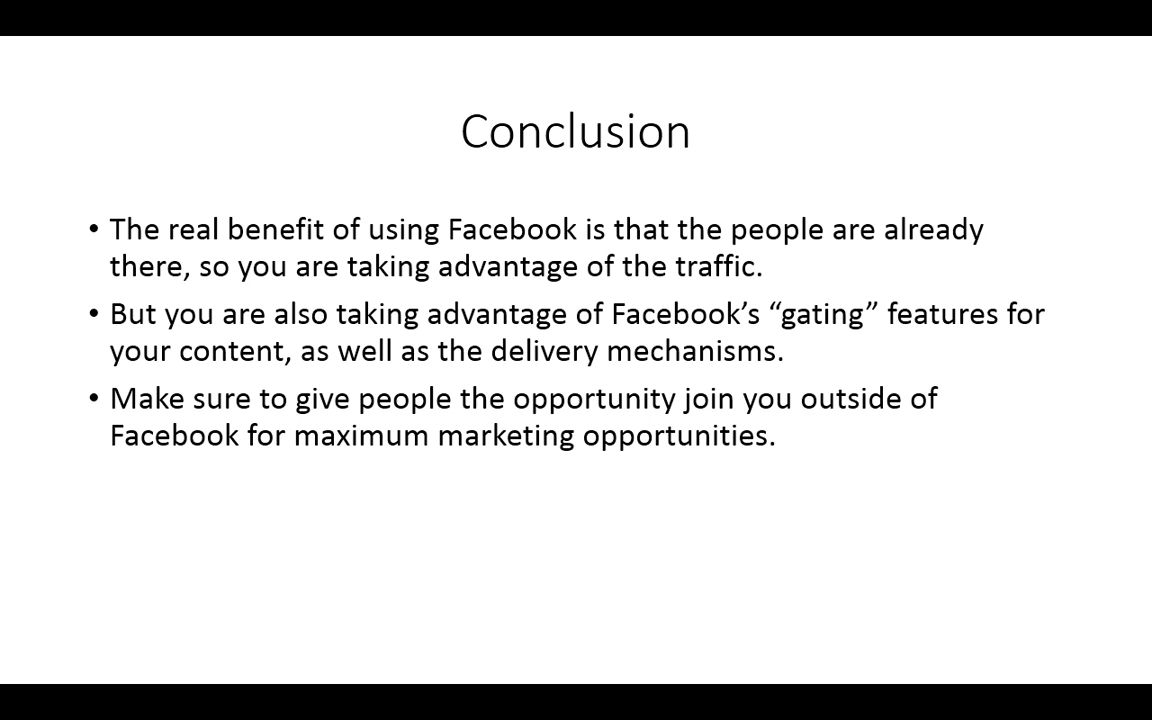 Conclusion
• The real benefit of using Facebook is that the people are already
there, so you are taking advantage of the traffic.
• But you are also taking advantage of Facebook’s “gating” features for
your content, as well as the delivery mechanisms.
• Make sure to give people the opportunity join you outside of
Facebook for maximum marketing opportunities.